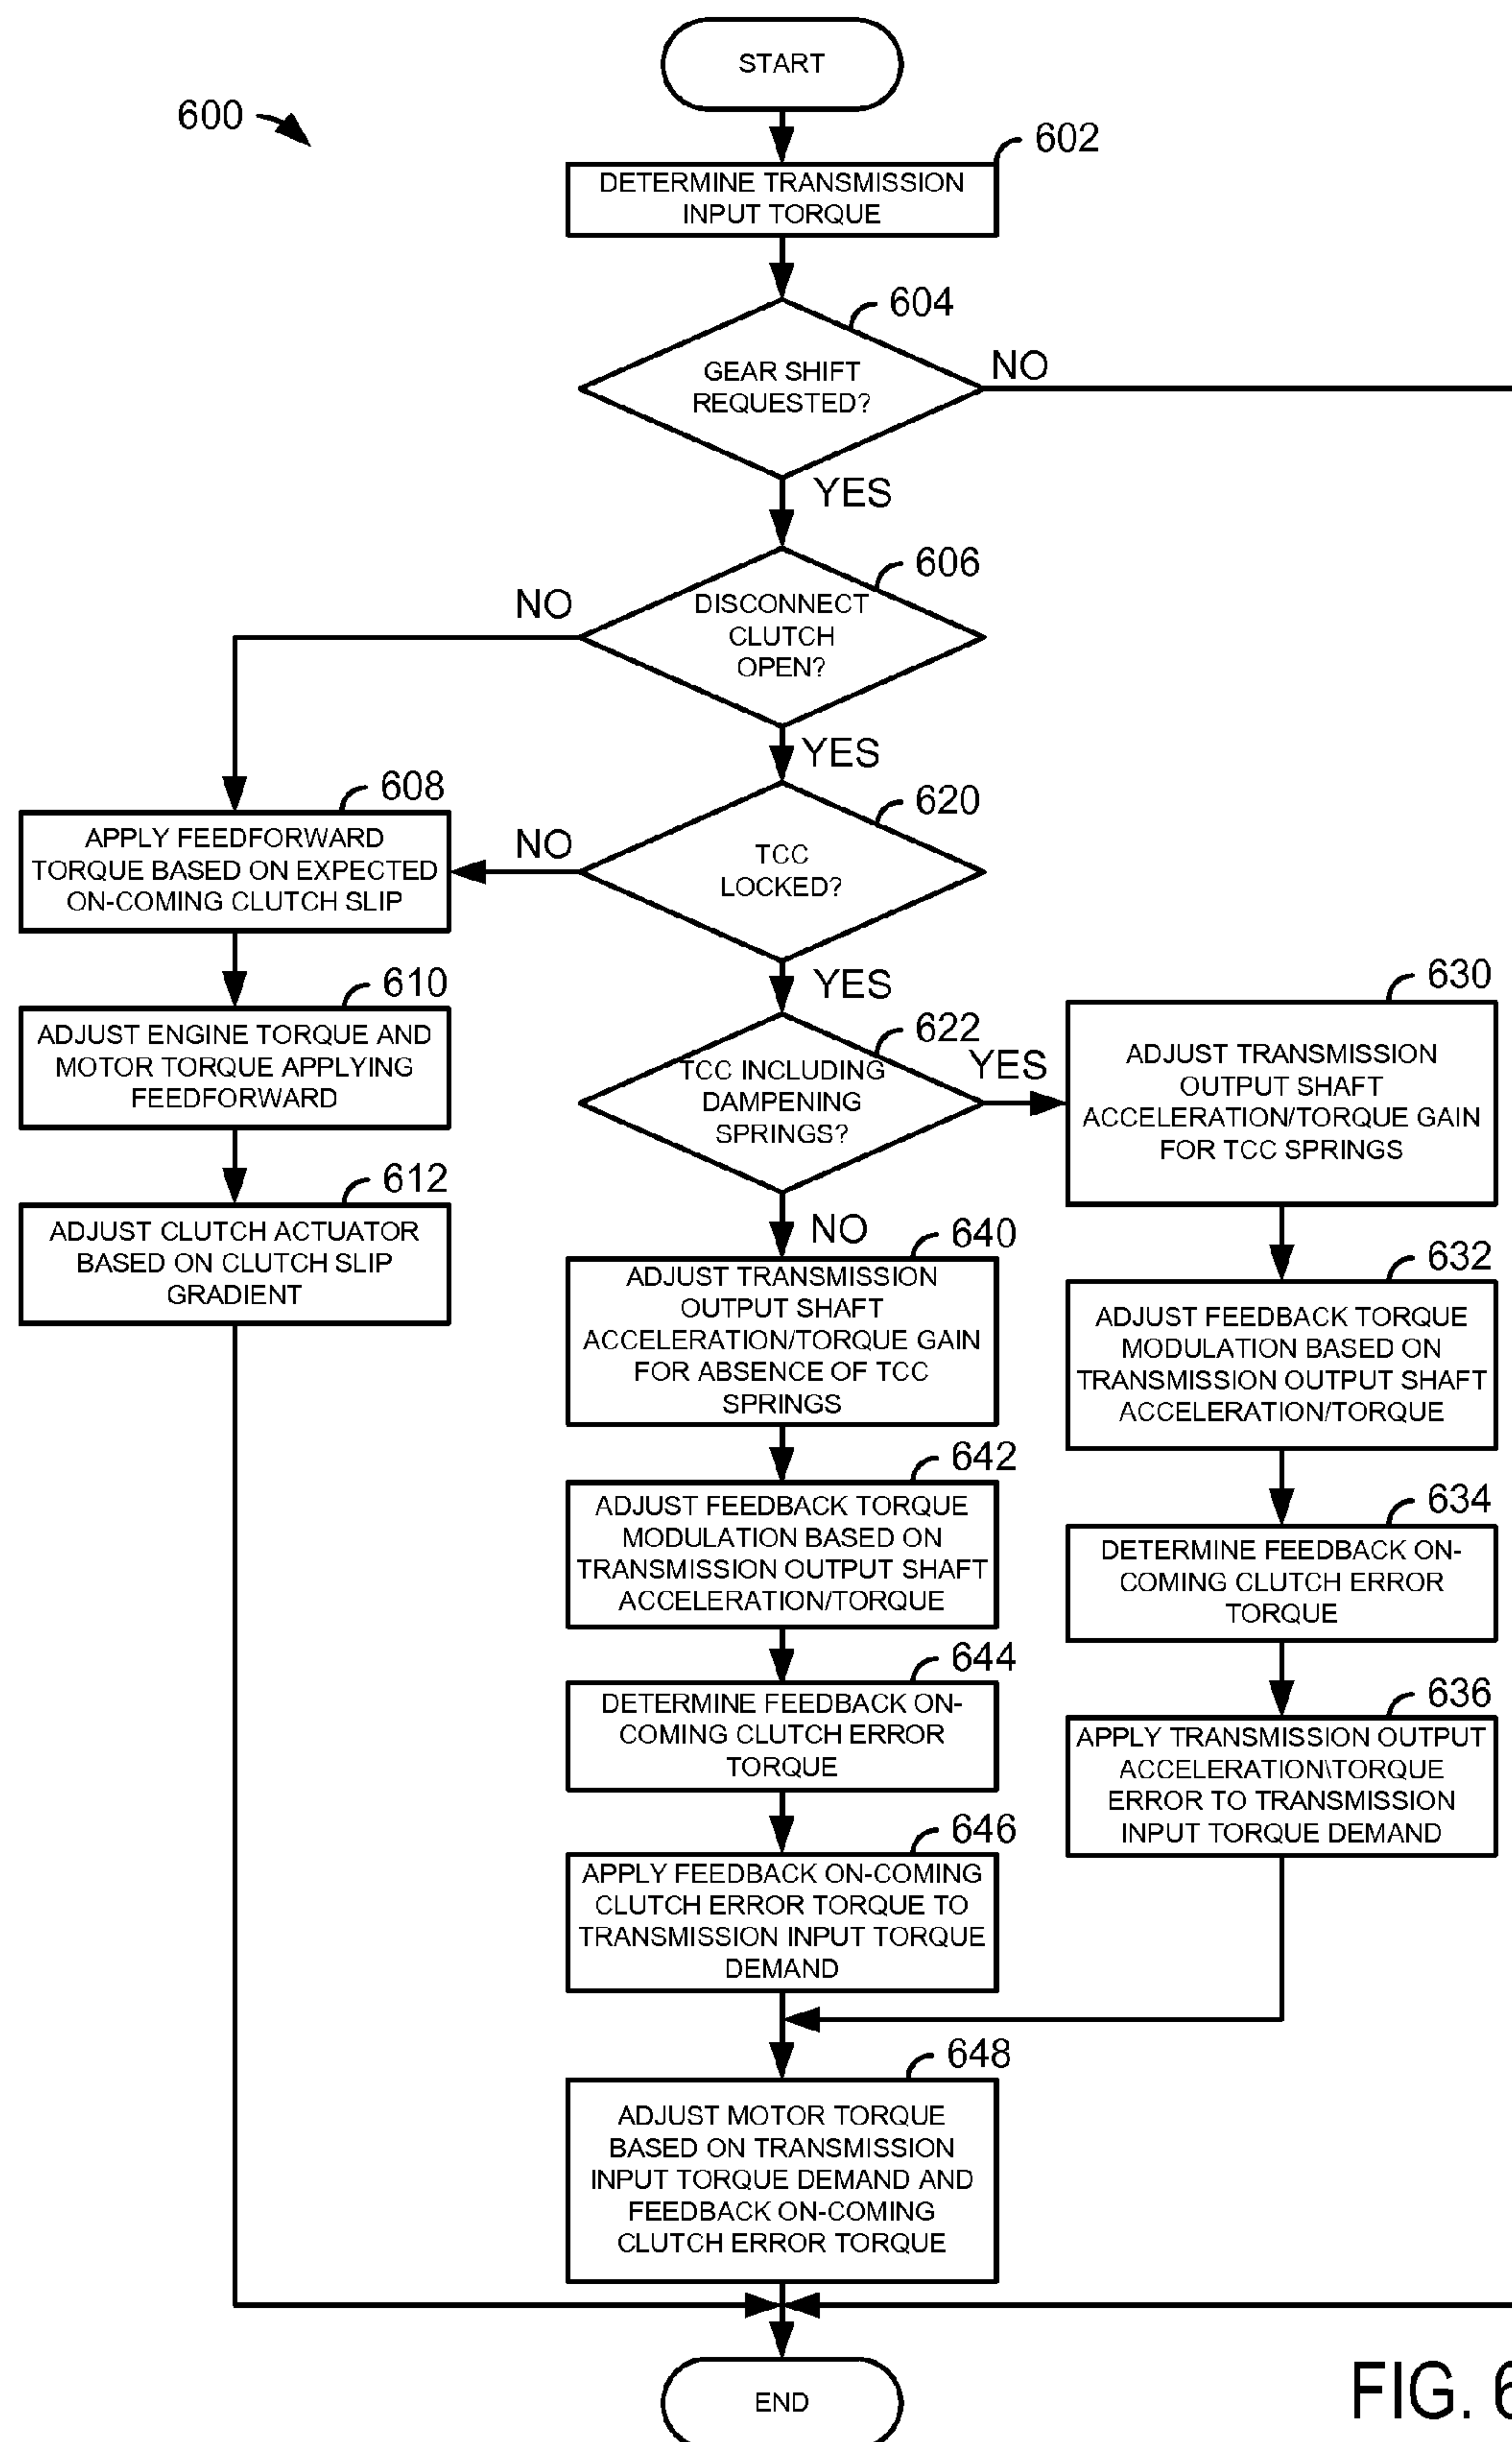 START
600
602
DETERMINE TRANSMISSION
INPUT TORQUE
604
GEAR SHIFT
REQUESTED?
NO
YES
606
DISCONNECT
CLUTCH
OPEN?
NO
YES
608
APPLY FEEDFORWARD
TORQUE BASED ON EXPECTED
ON-COMING CLUTCH SLIP
620
TCC
LOCKED?
NO
YES
610
ADJUST ENGINE TORQUE AND
MOTOR TORQUE APPLYING
FEEDFORWARD
612
ADJUST CLUTCH ACTUATOR
BASED ON CLUTCH SLIP
GRADIENT
622
TCC INCLUDING
DAMPENING
SPRINGS?
YES
NO
630
ADJUST TRANSMISSION
OUTPUT SHAFT
ACCELERATION/TORQUE GAIN
FOR TCC SPRINGS
632
ADJUST FEEDBACK TORQUE
MODULATION BASED ON
TRANSMISSION OUTPUT SHAFT
ACCELERATION/TORQUE
634
DETERMINE FEEDBACK ON-
COMING CLUTCH ERROR
TORQUE
636
APPLY TRANSMISSION OUTPUT
ACCELERATION\TORQUE
ERROR TO TRANSMISSION
INPUT TORQUE DEMAND
640
ADJUST TRANSMISSION
OUTPUT SHAFT
ACCELERATION/TORQUE GAIN
FOR ABSENCE OF TCC
SPRINGS
642
ADJUST FEEDBACK TORQUE
MODULATION BASED ON
TRANSMISSION OUTPUT SHAFT
ACCELERATION/TORQUE
644
DETERMINE FEEDBACK ON-
COMING CLUTCH ERROR
TORQUE
646
APPLY FEEDBACK ON-COMING
CLUTCH ERROR TORQUE TO
TRANSMISSION INPUT TORQUE
DEMAND
648
ADJUST MOTOR TORQUE
BASED ON TRANSMISSION
INPUT TORQUE DEMAND AND
FEEDBACK ON-COMING
CLUTCH ERROR TORQUE
END
FIG. 6